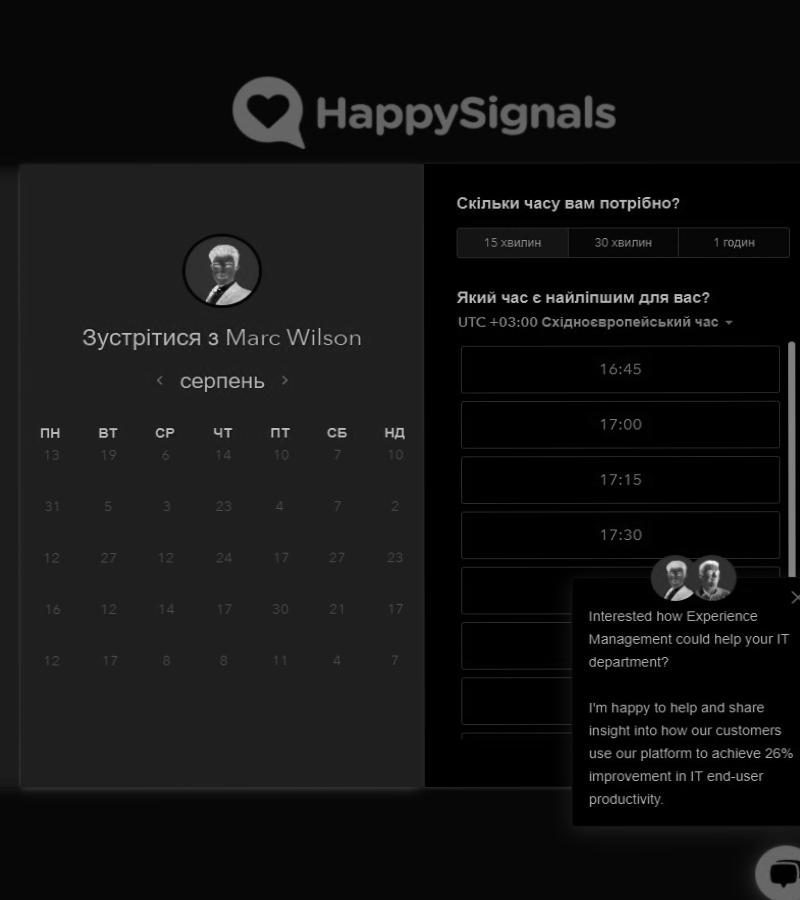 HappySignals
Зустрітися з Marc Wilson
серпень
ПН ВТ СР ЧТ ПТ СБ НД
13 19 6 14 10 7 10
31 5 3 23 4 7 2
12 27 12 24 17 27 23
16 12 14 17 30 21 17
12 17 8 8 11 4 7
Скільки часу вам потрібно?
15 хвилин 30 хвилин 1 годин
Який час є найліпшим для вас?
UTC +03:00 Східноєвропейський час
16:45
17:00
17:15
17:30
Interested how Experience
Management could help your IT
department?
I'm happy to help and share
insight into how our customers
use our platform to achieve 26%
improvement in IT end-user
productivity.